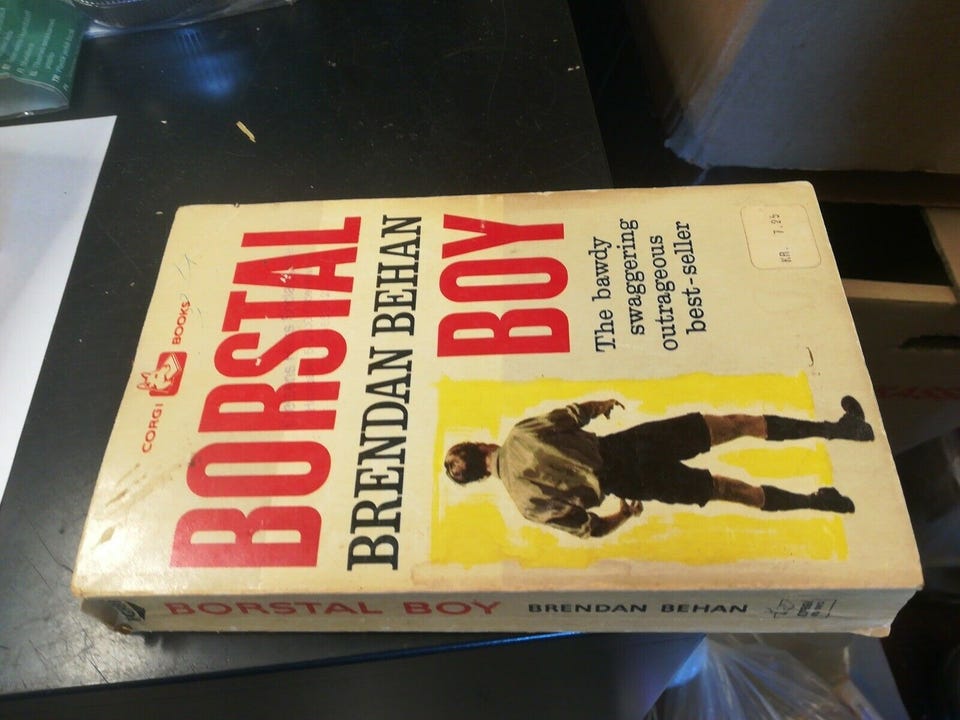 CORGI BOOKS
BORSTAL
BRENDAN BEHAN
BOY
The bawdy
swaggering
outrageous
best-seller
KR. 7.25
BORSTAL BOY BRENDAN BEHAN